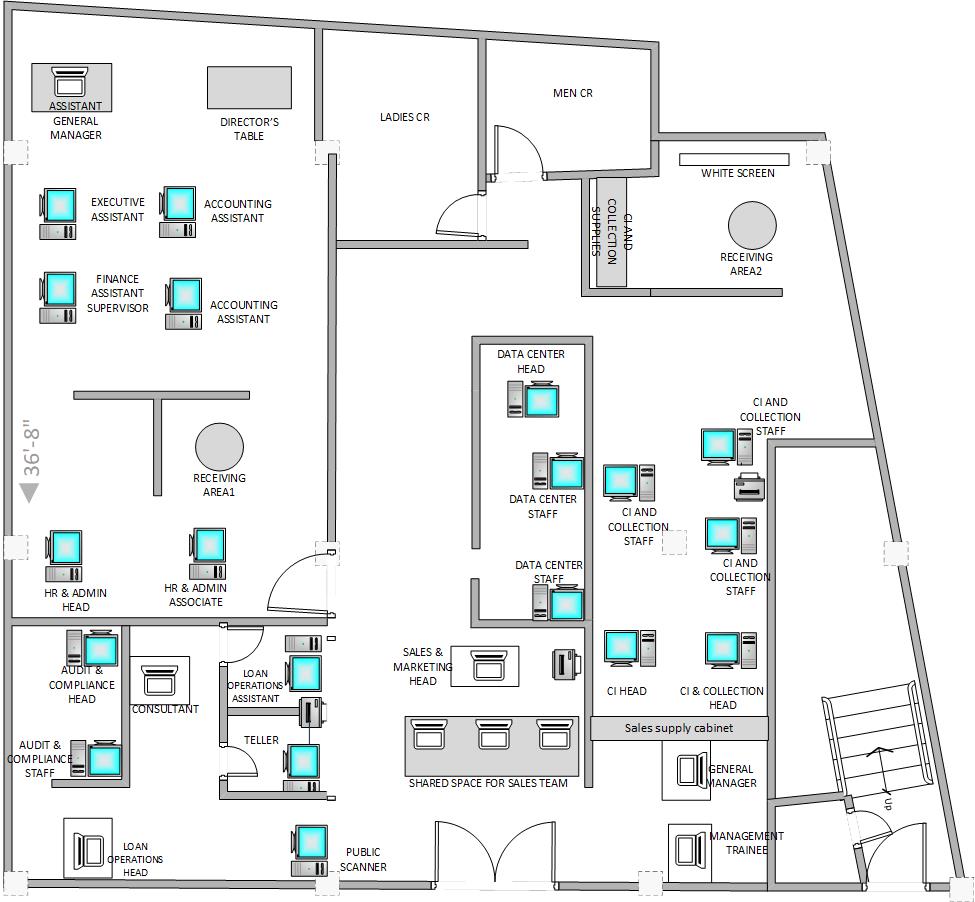 ASSISTANT
GENERAL
MANAGER
DIRECTOR'S
TABLE
LADIES CR
MEN CR
WHITE SCREEN
EXECUTIVE
ASSISTANT
ACCOUNTING
ASSISTANT
CI AND
COLLECTION
SUPPLIES
RECEIVING
AREA2
FINANCE
ASSISTANT
SUPERVISOR
ACCOUNTING
ASSISTANT
DATA CENTER
HEAD
36'-8"
RECEIVING
AREA1
CI AND
COLLECTION
STAFF
DATA CENTER
STAFF
CI AND
COLLECTION
STAFF
CI AND
COLLECTION
STAFF
DATA CENTER
STAFF
HR & ADMIN
HEAD
HR & ADMIN
ASSOCIATE
AUDIT &
COMPLIANCE
HEAD
CONSULTANT
LOAN
OPERATIONS
ASSISTANT
SALES &
MARKETING
HEAD
CI HEAD
CI & COLLECTION
HEAD
Sales supply cabinet
TELLER
AUDIT &
COMPLIANCE
STAFF
SHARED SPACE FOR SALES TEAM
GENERAL
MANAGER
Up
LOAN
OPERATIONS
HEAD
PUBLIC
SCANNER
MANAGEMENT
TRAINEE